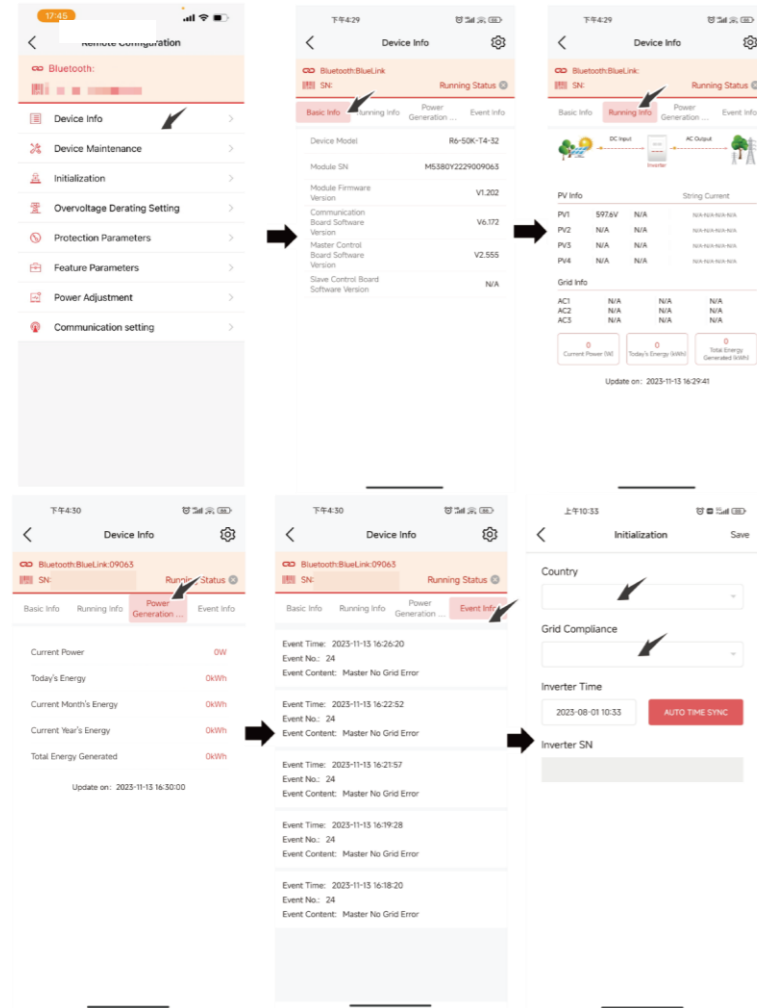 17:45
Remote Configuration
Bluetooth:
Device Info
Device Maintenance
Initialization
Overvoltage Derating Setting
Protection Parameters
Feature Parameters
Power Adjustment
Communication setting
下午4:29
Device Info
Bluetooth:BlueLink
SN: Running Status
Basic Info Running Info Power Generation ... Event Info
Device Model R6-50K-T4-32
Module SN M5380Y2229009063
Module Firmware Version V1.202
Communication Board Software Version V6.172
Master Control Board Software Version V2.555
Slave Control Board Software Version N/A
下午4:29
Device Info
Bluetooth:BlueLink:
SN: Running Status
Basic Info Running Info Power Generation ... Event Info
DC Input AC Output
Inverter
PV Info String Current
PV1 597.6V N/A N/A-N/A-N/A-N/A
PV2 N/A N/A N/A-N/A-N/A-N/A
PV3 N/A N/A N/A-N/A-N/A-N/A
PV4 N/A N/A N/A-N/A-N/A-N/A
Grid Info
AC1 N/A N/A N/A
AC2 N/A N/A N/A
AC3 N/A N/A N/A
0 Current Power (W)
0 Today's Energy (kWh)
0 Total Energy Generated (kWh)
Update on: 2023-11-13 16:29:41
下午4:30
Device Info
Bluetooth:BlueLink:09063
SN: Running Status
Basic Info Running Info Power Generation ... Event Info
Current Power 0W
Today's Energy 0kWh
Current Month's Energy 0kWh
Current Year's Energy 0kWh
Total Energy Generated 0kWh
Update on: 2023-11-13 16:30:00
下午4:30
Device Info
Bluetooth:BlueLink:09063
SN: Running Status
Basic Info Running Info Power Generation ... Event Info
Event Time: 2023-11-13 16:26:20
Event No.: 24
Event Content: Master No Grid Error
Event Time: 2023-11-13 16:22:52
Event No.: 24
Event Content: Master No Grid Error
Event Time: 2023-11-13 16:21:57
Event No.: 24
Event Content: Master No Grid Error
Event Time: 2023-11-13 16:19:28
Event No.: 24
Event Content: Master No Grid Error
Event Time: 2023-11-13 16:18:20
Event No.: 24
Event Content: Master No Grid Error
上午10:33
Initialization Save
Country
Grid Compliance
Inverter Time
2023-08-01 10:33 AUTO TIME SYNC
Inverter SN